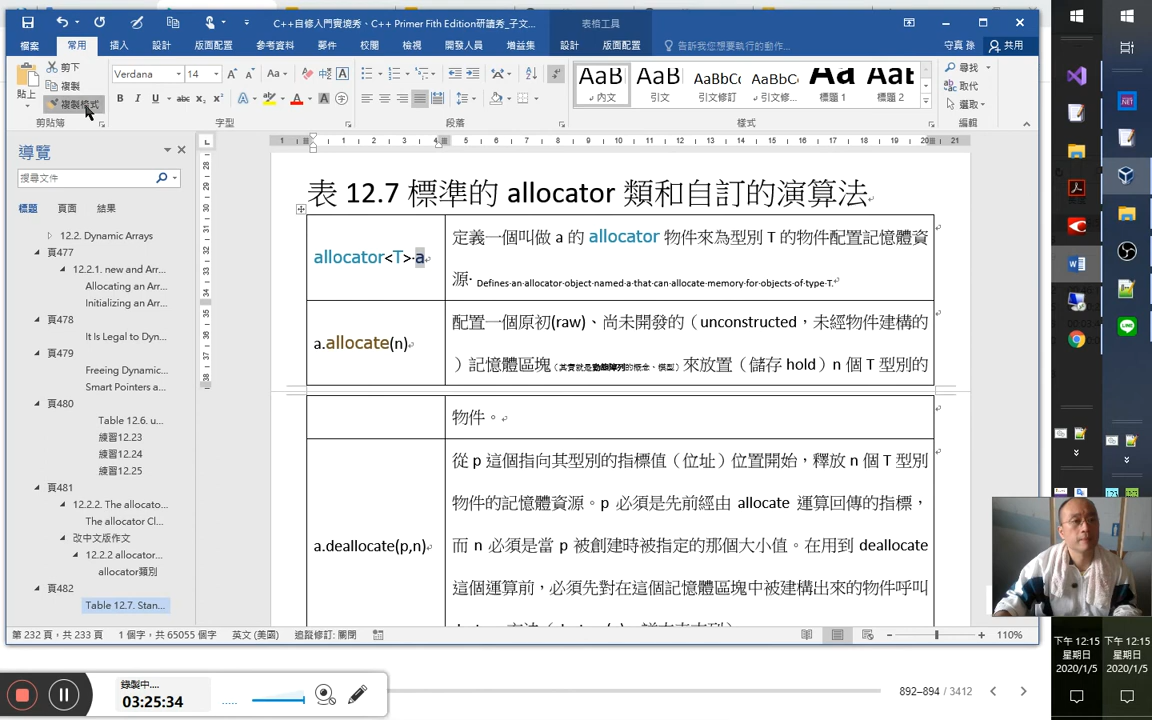 C++自修入門實境秀、C++ Primer Fith Edition研讀秀_子文...
表格工具
檔案 常用 插入 設計 版面配置 參考資料 郵件 校閱 檢視 開發人員 增益集 設計 版面配置 告訴我您想要執行的動作... 守真 孫 共用
剪下
複製
複製格式
貼上
剪貼簿
Verdana 14
字型
段落
AaB AaB AaBbCc AaBbCc Aa Aat
內文 引文 引文修訂 引文修... 標題 1 標題 2
樣式
尋找
取代
選取
編輯
導覽
搜尋文件
標題 頁面 結果
12.2. Dynamic Arrays
頁477
12.2.1. new and Arr...
Allocating an Arr...
Initializing an Arr...
頁478
It Is Legal to Dyn...
頁479
Freeing Dynamic...
Smart Pointers a...
頁480
Table 12.6. u...
練習12.23
練習12.24
練習12.25
頁481
12.2.2. The allocato...
The allocator Cl...
改中文版作文
12.2.2 allocator...
allocator類別
頁482
Table 12.7. Stan...
表 12.7 標準的 allocator 類和自訂的演算法
allocator<T> a
定義一個叫做 a 的 allocator 物件來為型別 T 的物件配置記憶體資
源 Defines an allocator object named a that can allocate memory for objects of type T.
a.allocate(n)
配置一個原初(raw)、尚未開發的（unconstructed，未經物件建構的
）記憶體區塊（其實就是動態陣列的概念、模型）來放置（儲存 hold）n 個 T 型別的
物件。
a.deallocate(p,n)
從 p 這個指向其型別的指標值（位址）位置開始，釋放 n 個 T 型別
物件的記憶體資源。p 必須是先前經由 allocate 運算回傳的指標，
而 n 必須是當 p 被創建時被指定的那個大小值。在用到 deallocate
這個運算前，必須先對在這個記憶體區塊中被建構出來的物件呼叫
第 232 頁，共 233 頁 1 個字，共 65055 個字 英文 (美國) 追蹤修訂: 關閉
110%
錄製中....
03:25:34
892–894 / 3412
下午 12:15
星期日
2020/1/5
下午 12:15
星期日
2020/1/5